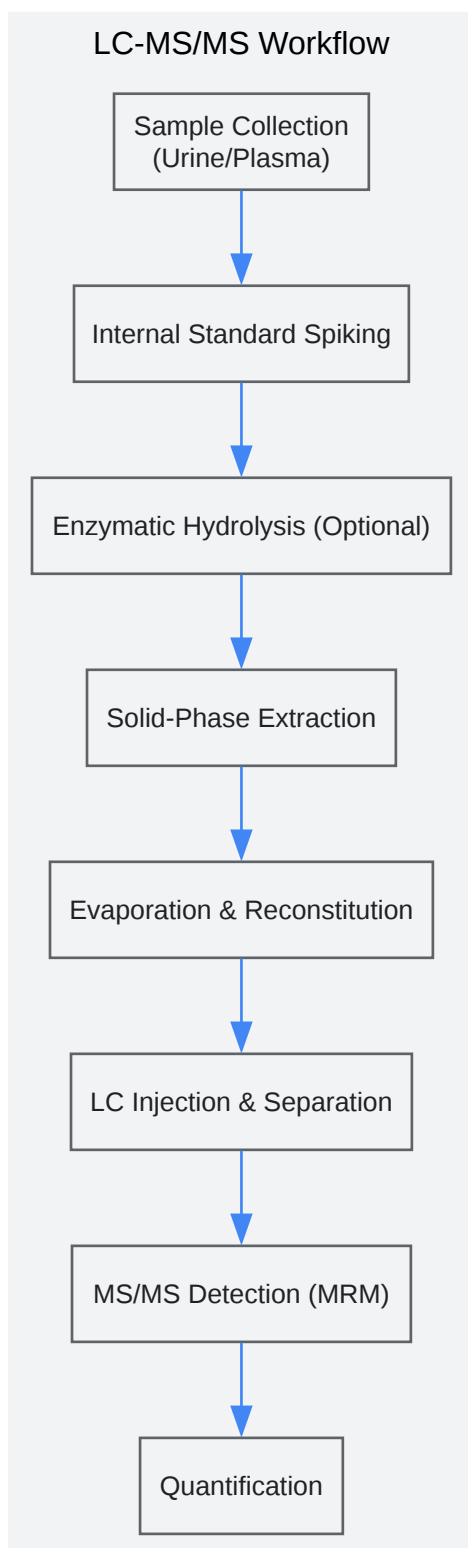 LC-MS/MS Workflow
Sample Collection
(Urine/Plasma)
Internal Standard Spiking
Enzymatic Hydrolysis (Optional)
Solid-Phase Extraction
Evaporation & Reconstitution
LC Injection & Separation
MS/MS Detection (MRM)
Quantification